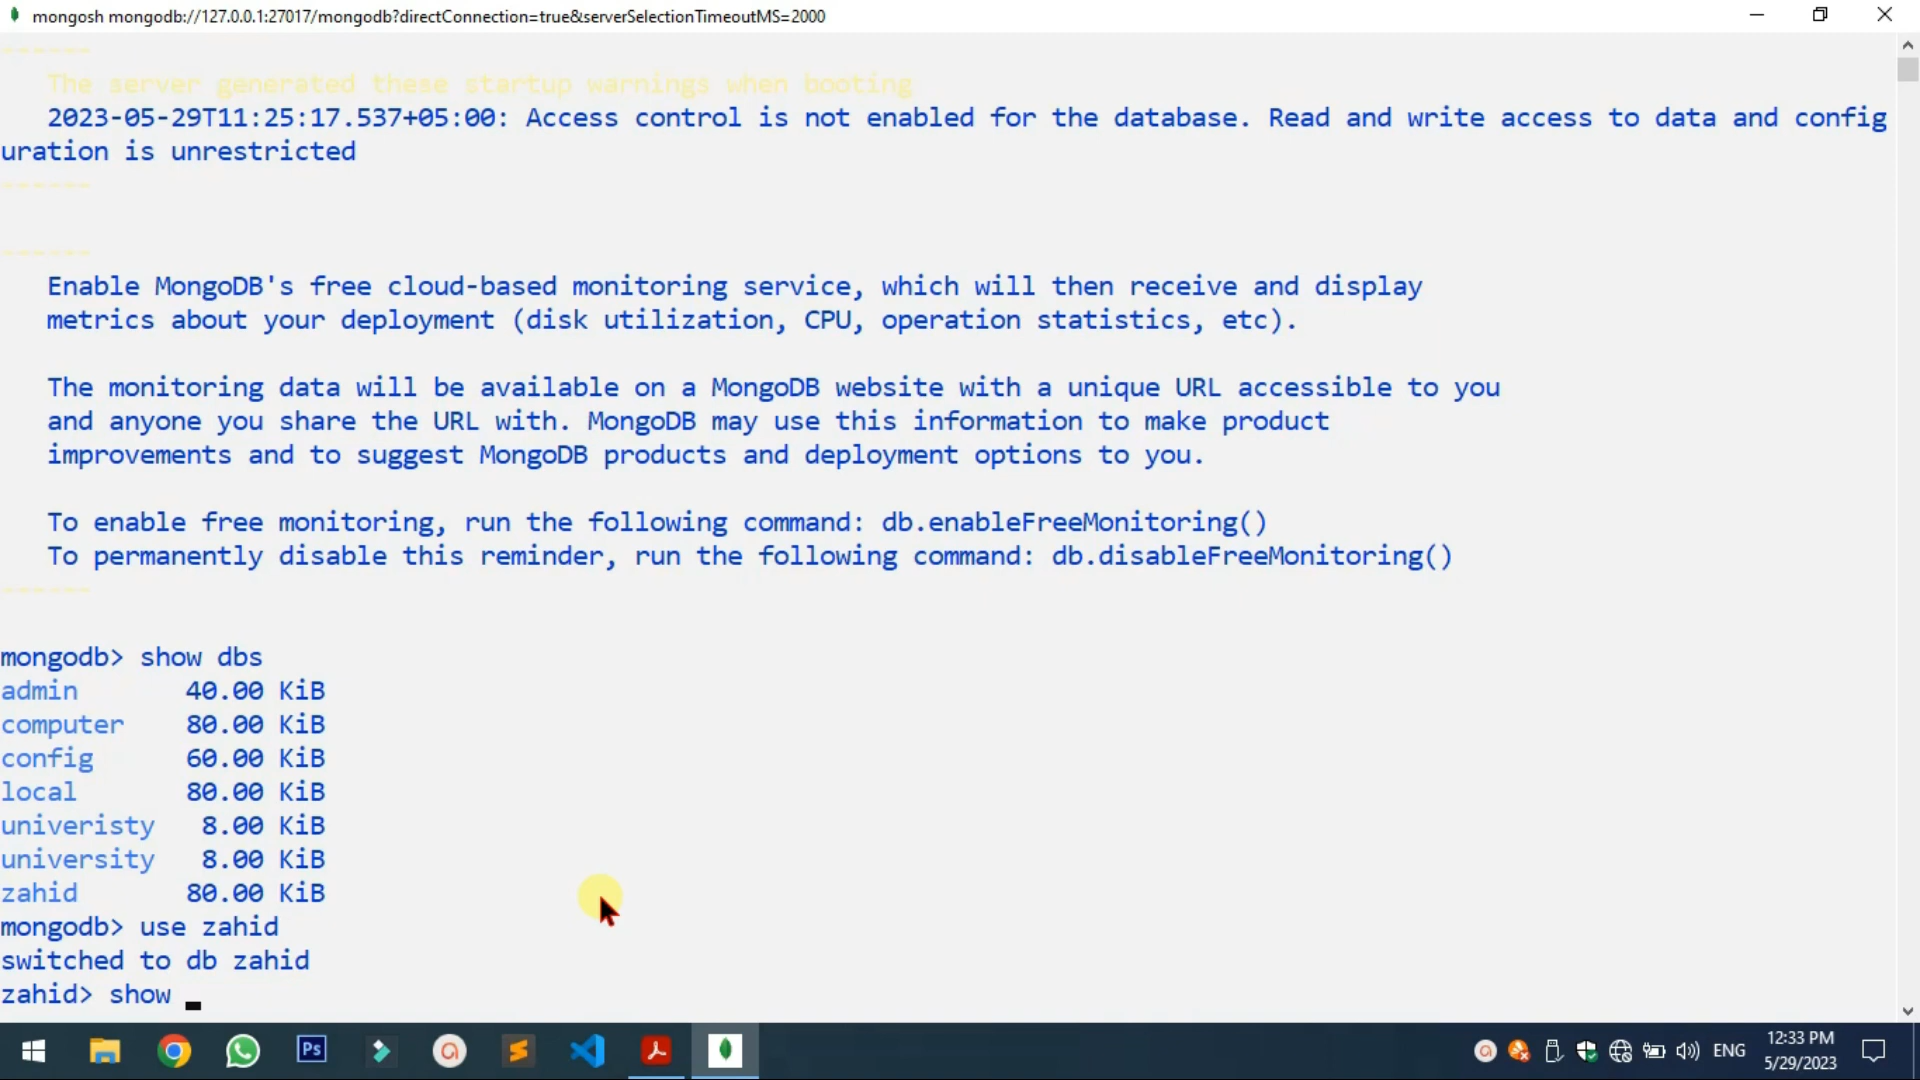 mongosh mongodb://127.0.0.1:27017/mongodb?directConnection=true&serverSelectionTimeoutMS=2000
------
   The server generated these startup warnings when booting
   2023-05-29T11:25:17.537+05:00: Access control is not enabled for the database. Read and write access to data and config
uration is unrestricted
------
------
   Enable MongoDB's free cloud-based monitoring service, which will then receive and display
   metrics about your deployment (disk utilization, CPU, operation statistics, etc).
   The monitoring data will be available on a MongoDB website with a unique URL accessible to you
   and anyone you share the URL with. MongoDB may use this information to make product
   improvements and to suggest MongoDB products and deployment options to you.
   To enable free monitoring, run the following command: db.enableFreeMonitoring()
   To permanently disable this reminder, run the following command: db.disableFreeMonitoring()
------
mongodb> show dbs
admin       40.00 KiB
computer    80.00 KiB
config      60.00 KiB
local       80.00 KiB
univeristy   8.00 KiB
university   8.00 KiB
zahid       80.00 KiB
mongodb> use zahid
switched to db zahid
zahid> show _
Ps
ENG
12:33 PM
5/29/2023